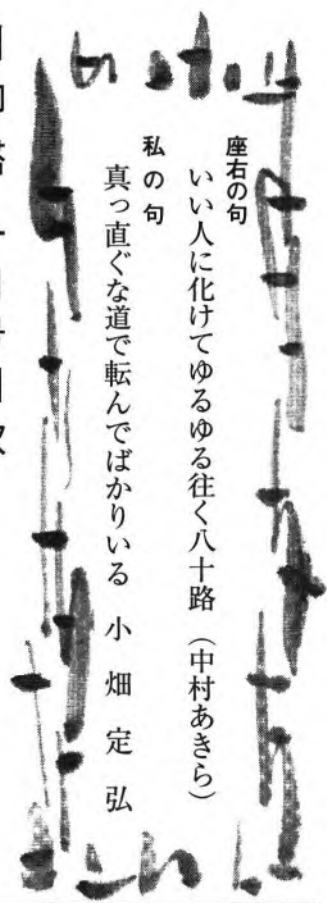 座右の句
いい人に化けてゆるゆる往く八十路 (中村あきら)
私の句
真っ直ぐな道で転んでばかりいる 小畑定弘